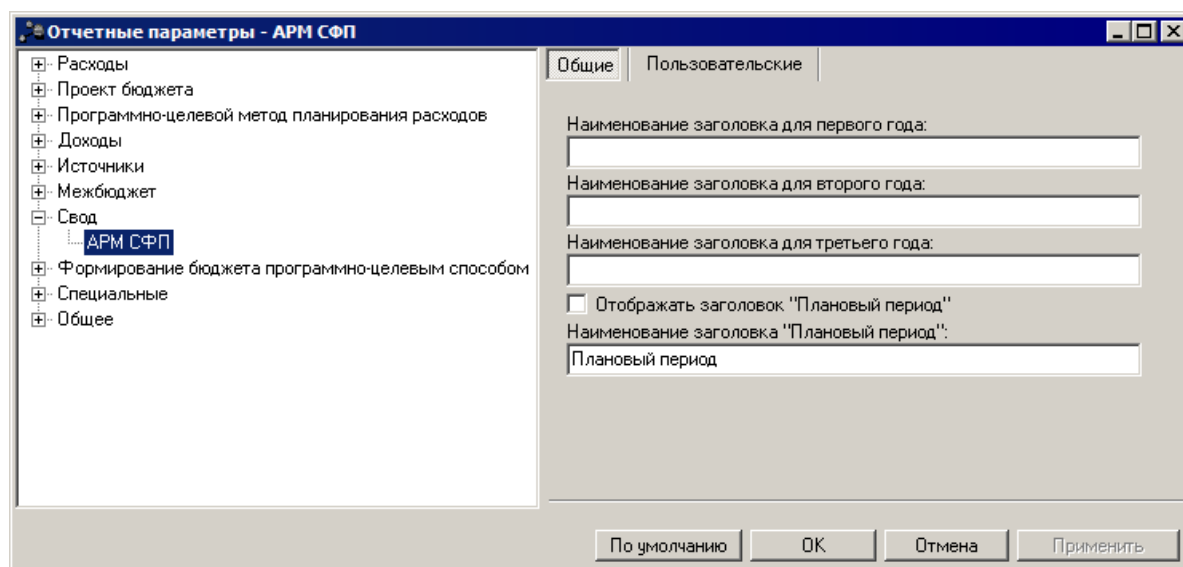 Отчетные параметры - АРМ СФП
Расходы
Проект бюджета
Программно-целевой метод планирования расходов
Доходы
Источники
Межбюджет
Свод
АРМ СФП
Формирование бюджета программно-целевым способом
Специальные
Общее
Общие
Пользовательские
Наименование заголовка для первого года:
Наименование заголовка для второго года:
Наименование заголовка для третьего года:
Отображать заголовок "Плановый период"
Наименование заголовка "Плановый период":
Плановый период
По умолчанию
OK
Отмена
Применить